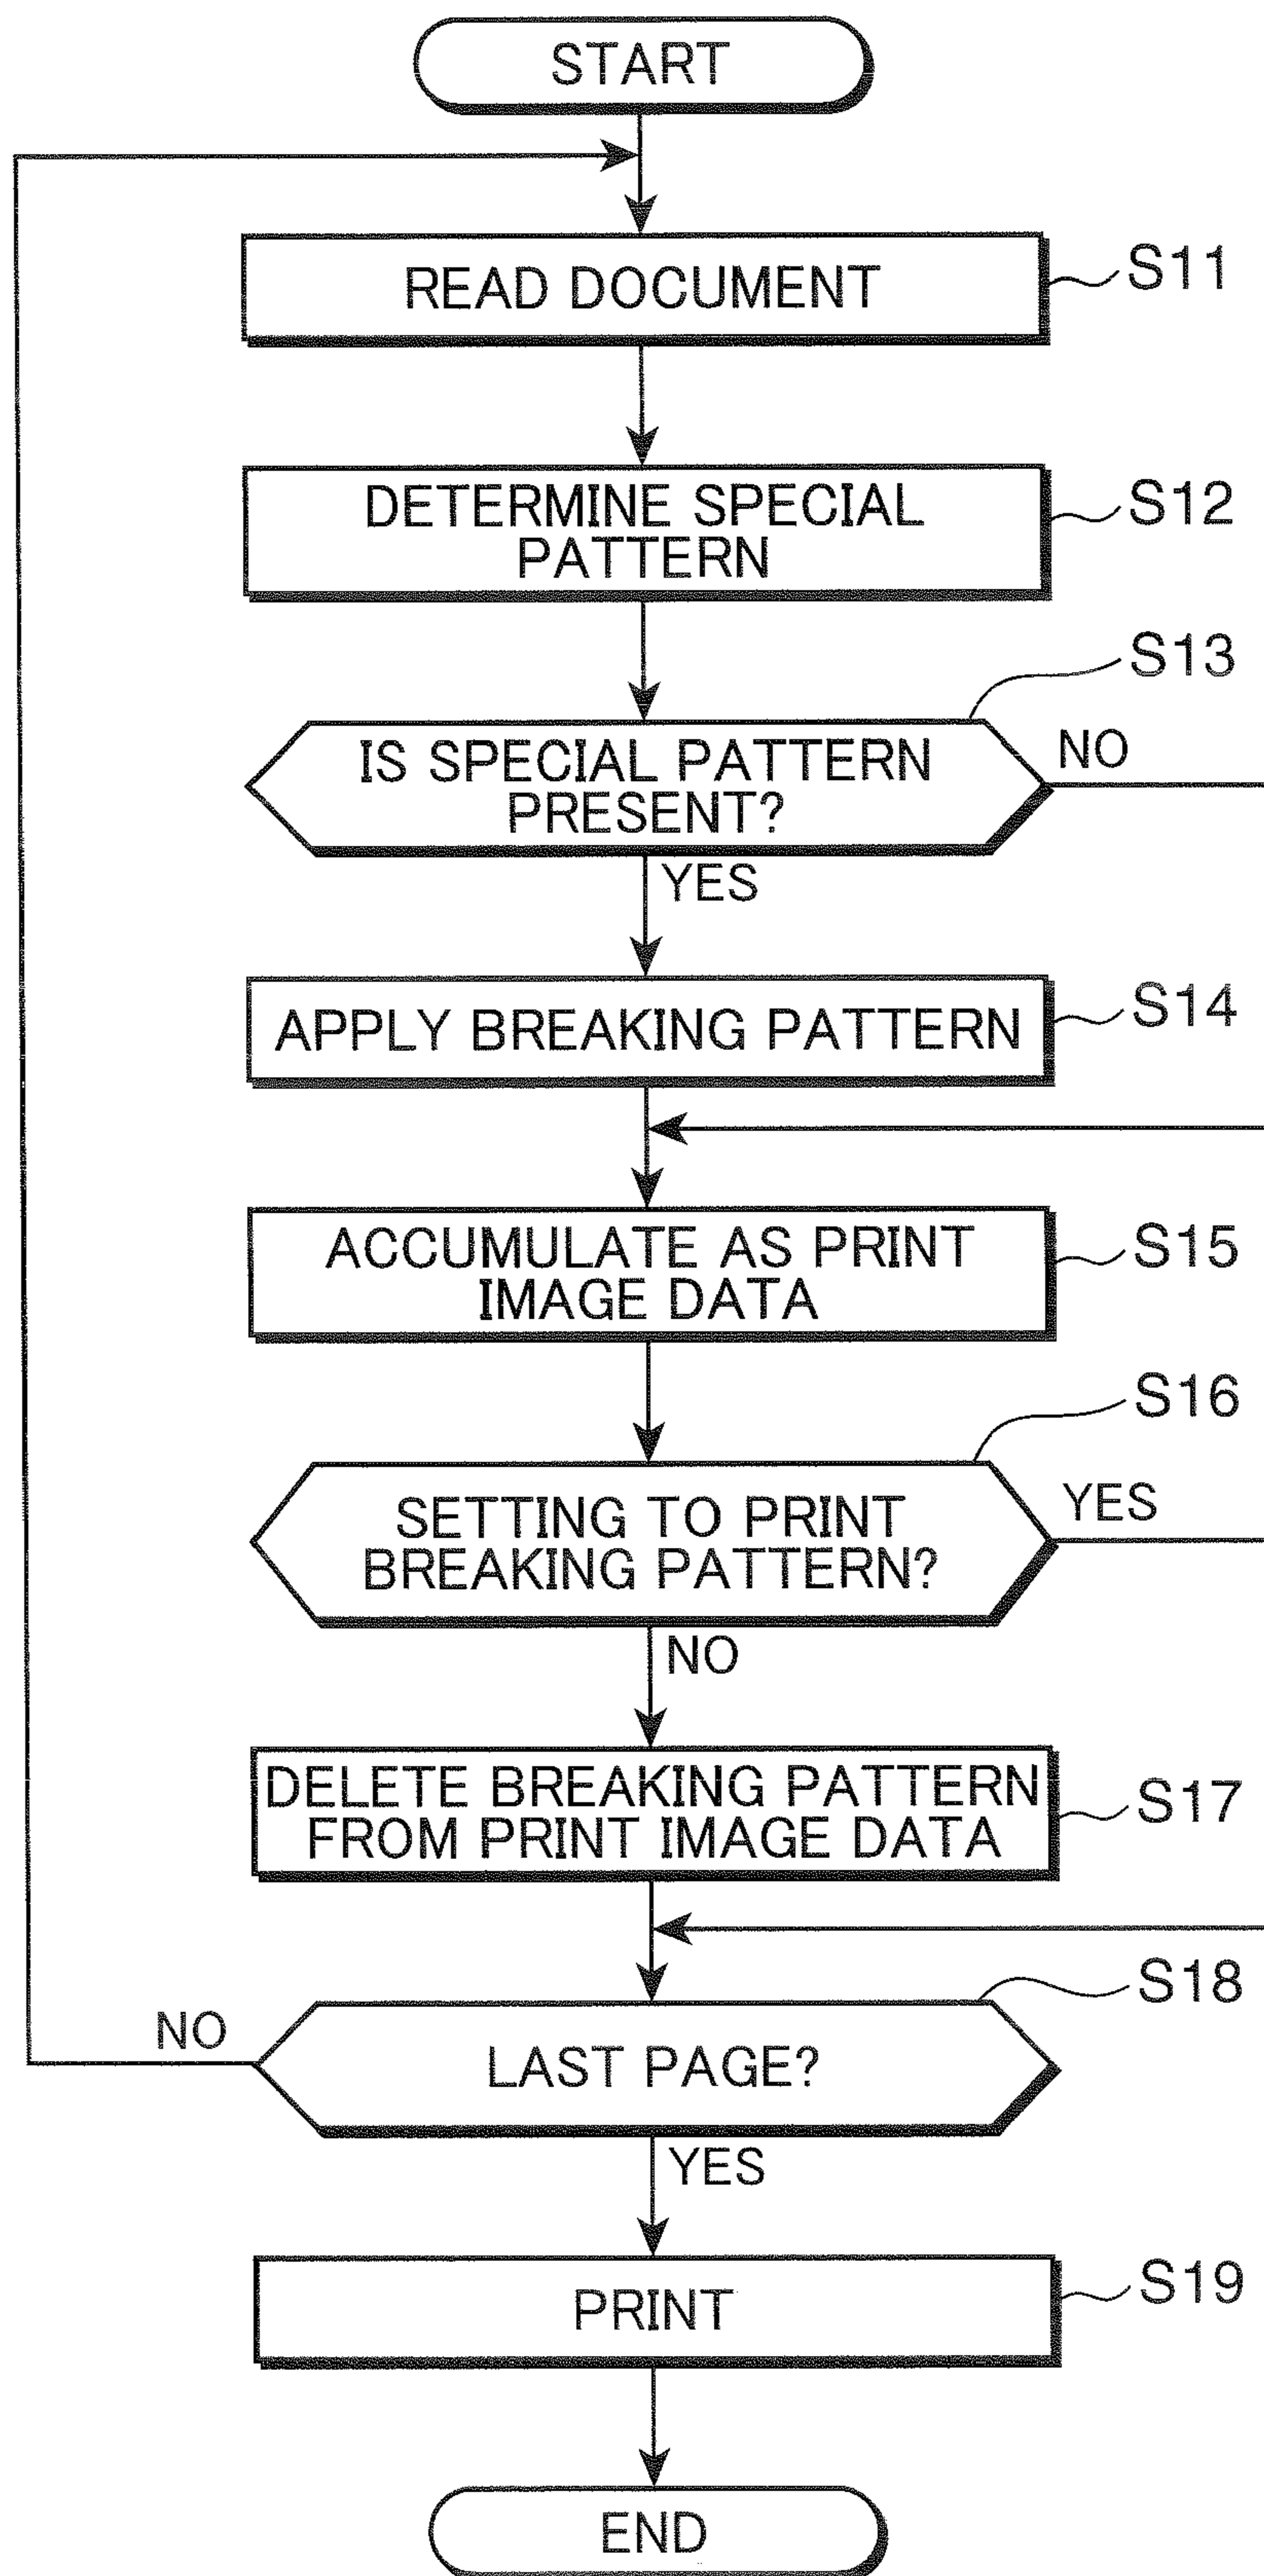 START
READ DOCUMENT
S11
DETERMINE SPECIAL
PATTERN
S12
S13
IS SPECIAL PATTERN
PRESENT?
NO
YES
APPLY BREAKING PATTERN
S14
ACCUMULATE AS PRINT
IMAGE DATA
S15
S16
SETTING TO PRINT
BREAKING PATTERN?
YES
NO
DELETE BREAKING PATTERN
FROM PRINT IMAGE DATA
S17
S18
NO
LAST PAGE?
YES
PRINT
S19
END